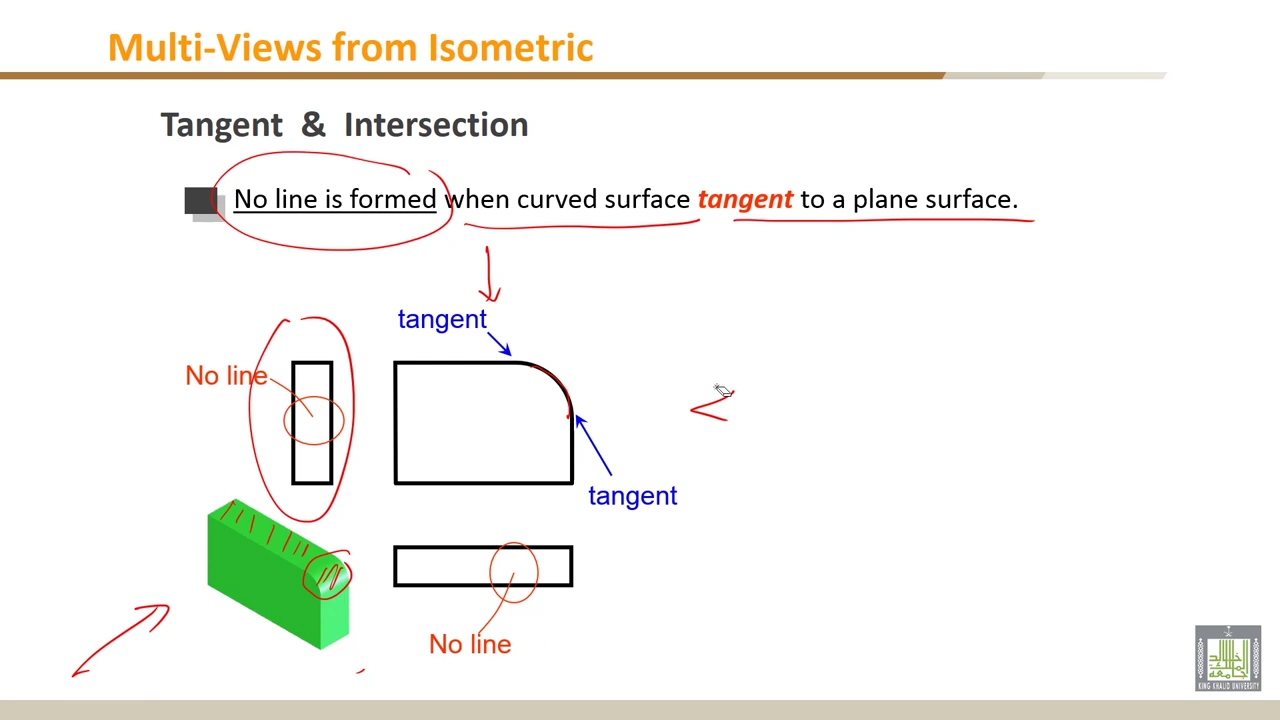 Multi-Views from Isometric
Tangent & Intersection
No line is formed when curved surface tangent to a plane surface.
tangent
No line
tangent
No line
KING KHALID UNIVERSITY